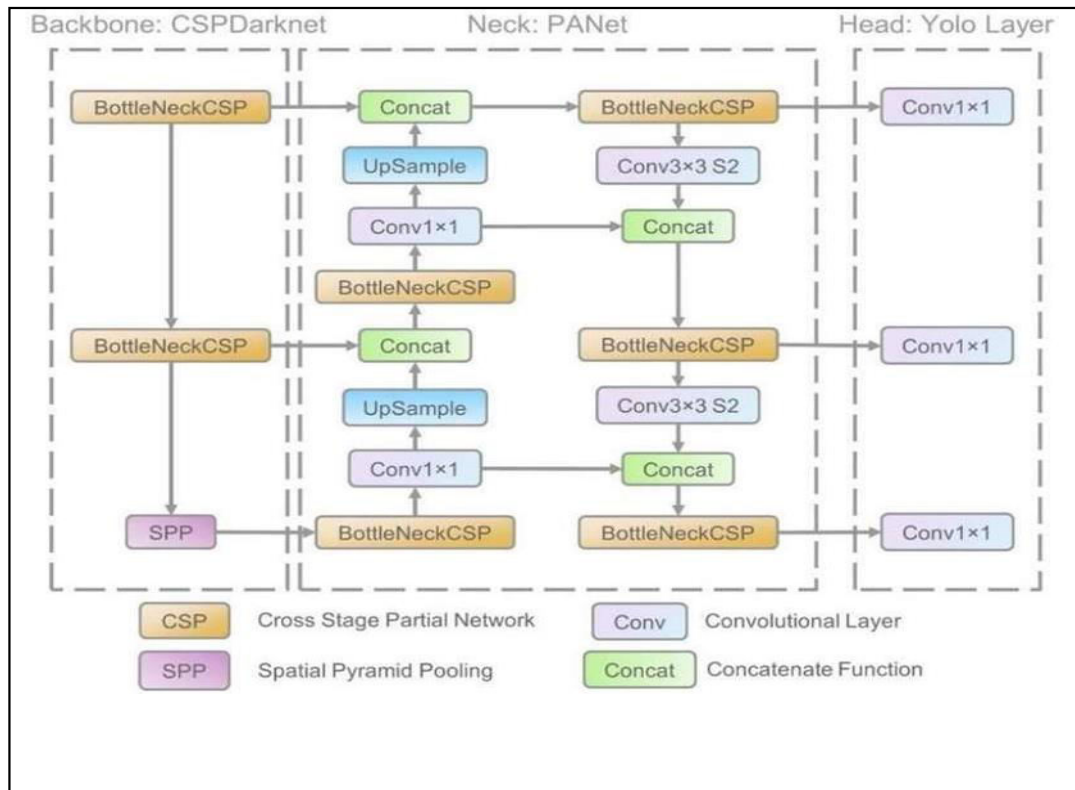 Backbone: CSPDarknet Neck: PANet Head: Yolo Layer
BottleNeckCSP Concat BottleNeckCSP Conv1×1
UpSample Conv3×3 S2
Conv1×1 Concat
BottleNeckCSP
BottleNeckCSP Concat BottleNeckCSP Conv1×1
UpSample Conv3×3 S2
Conv1×1 Concat
SPP BottleNeckCSP BottleNeckCSP Conv1×1
CSP Cross Stage Partial Network Conv Convolutional Layer
SPP Spatial Pyramid Pooling Concat Concatenate Function